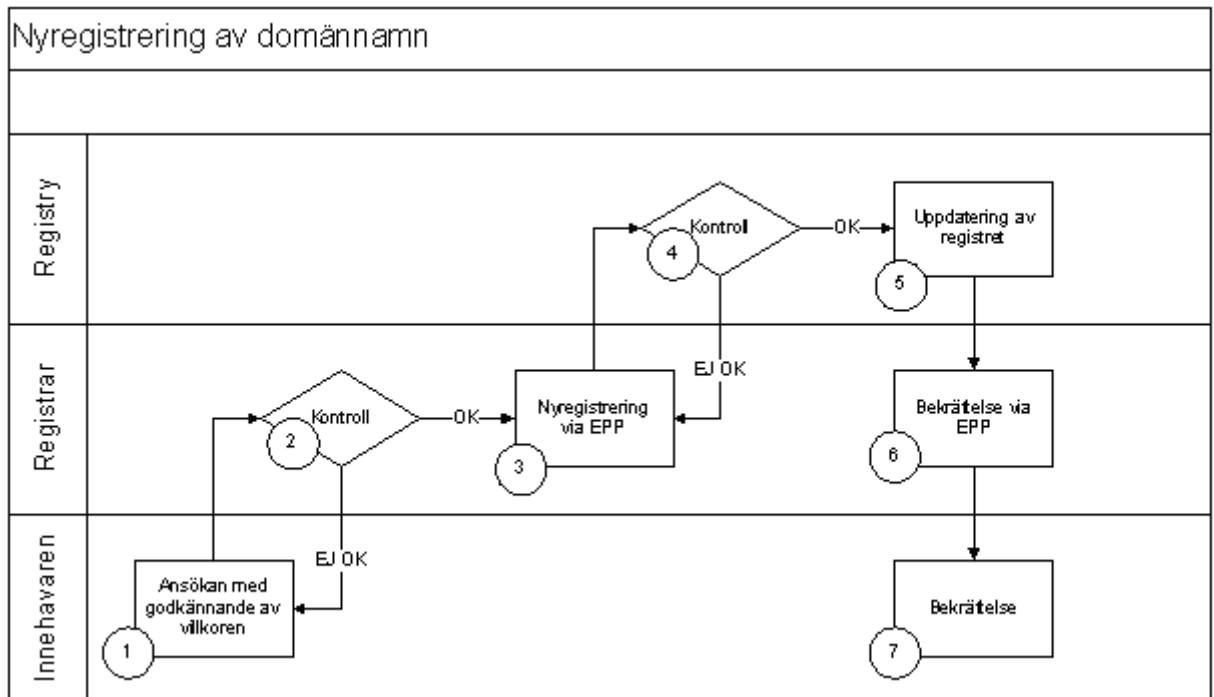 Nyregistrering av domännamn
Registry
Kontroll
4
OK
Uppdatering av
registret
5
EJ OK
Registrar
Kontroll
2
OK
Nyregistrering
via EPP
3
Bekräftelse via
EPP
6
EJ OK
Innehavaren
Ansökan med
godkännande av
villkoren
1
Bekräftelse
7